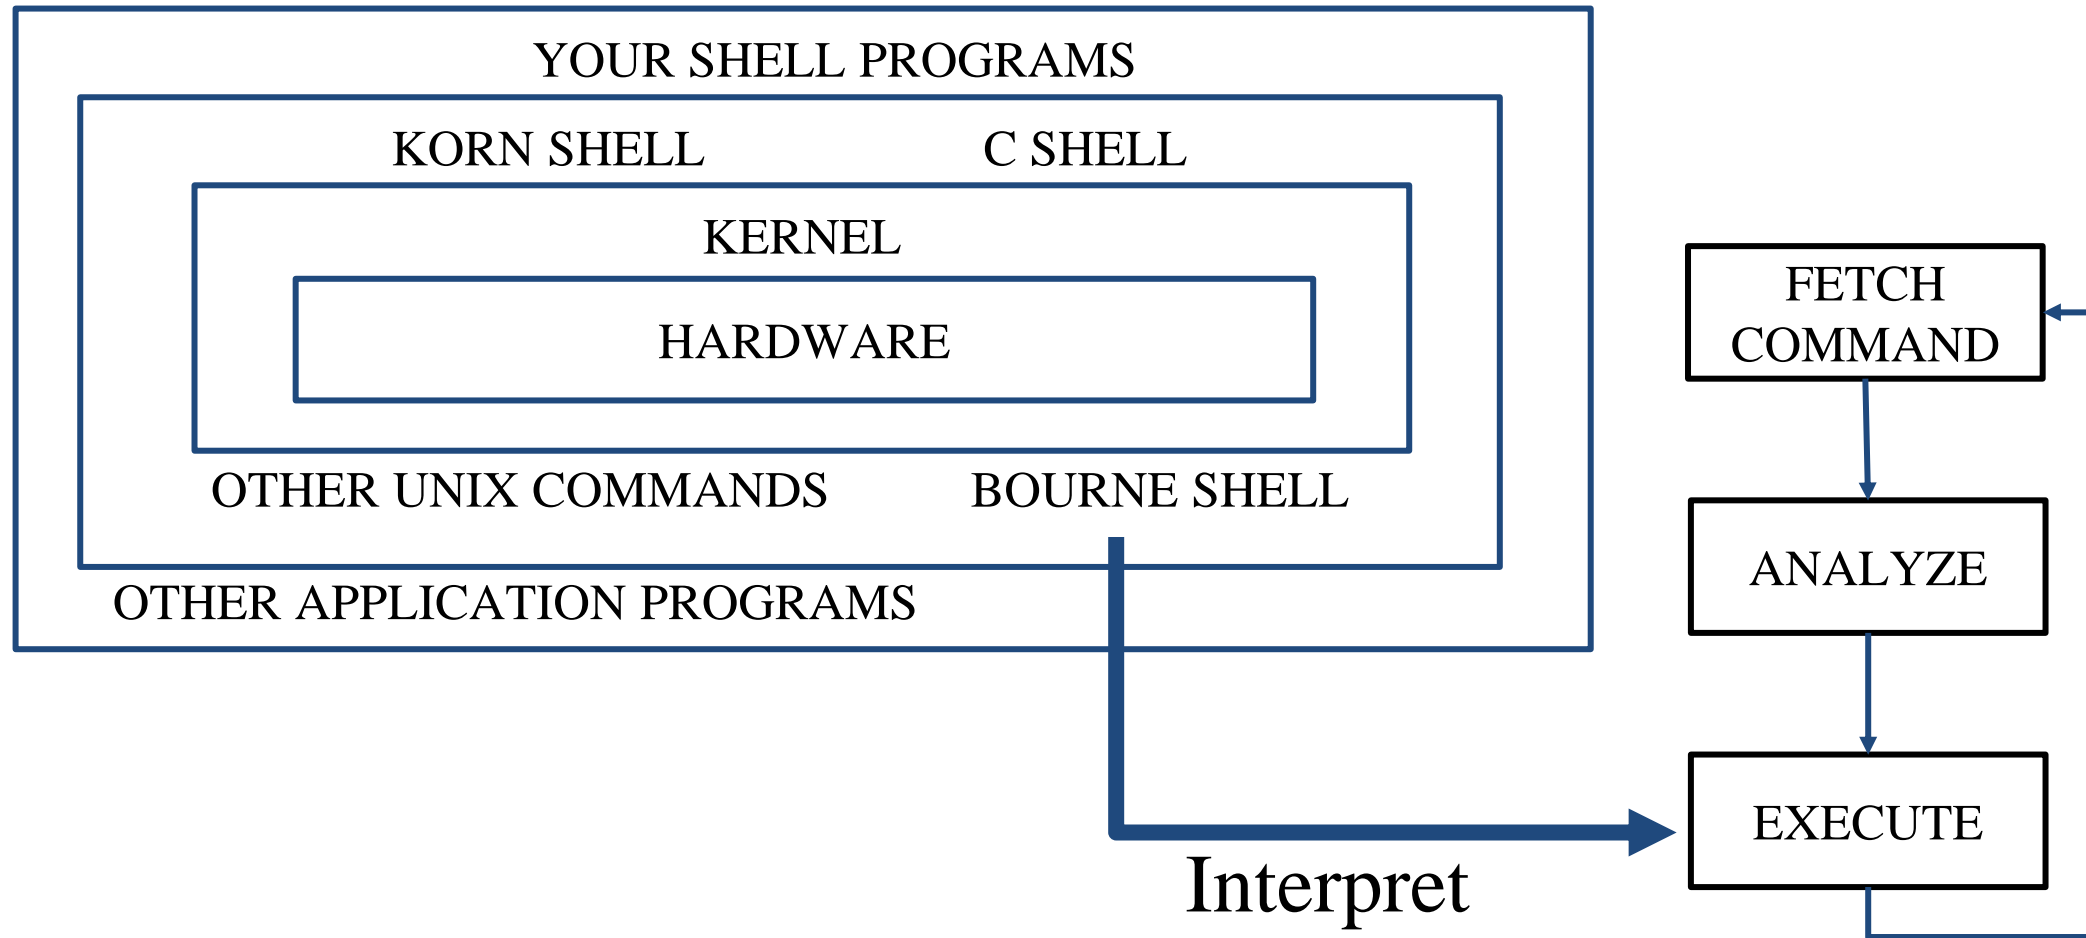 YOUR SHELL PROGRAMS
KORN SHELL
C SHELL
KERNEL
HARDWARE
OTHER UNIX COMMANDS
BOURNE SHELL
OTHER APPLICATION PROGRAMS
Interpret
FETCH
COMMAND
ANALYZE
EXECUTE